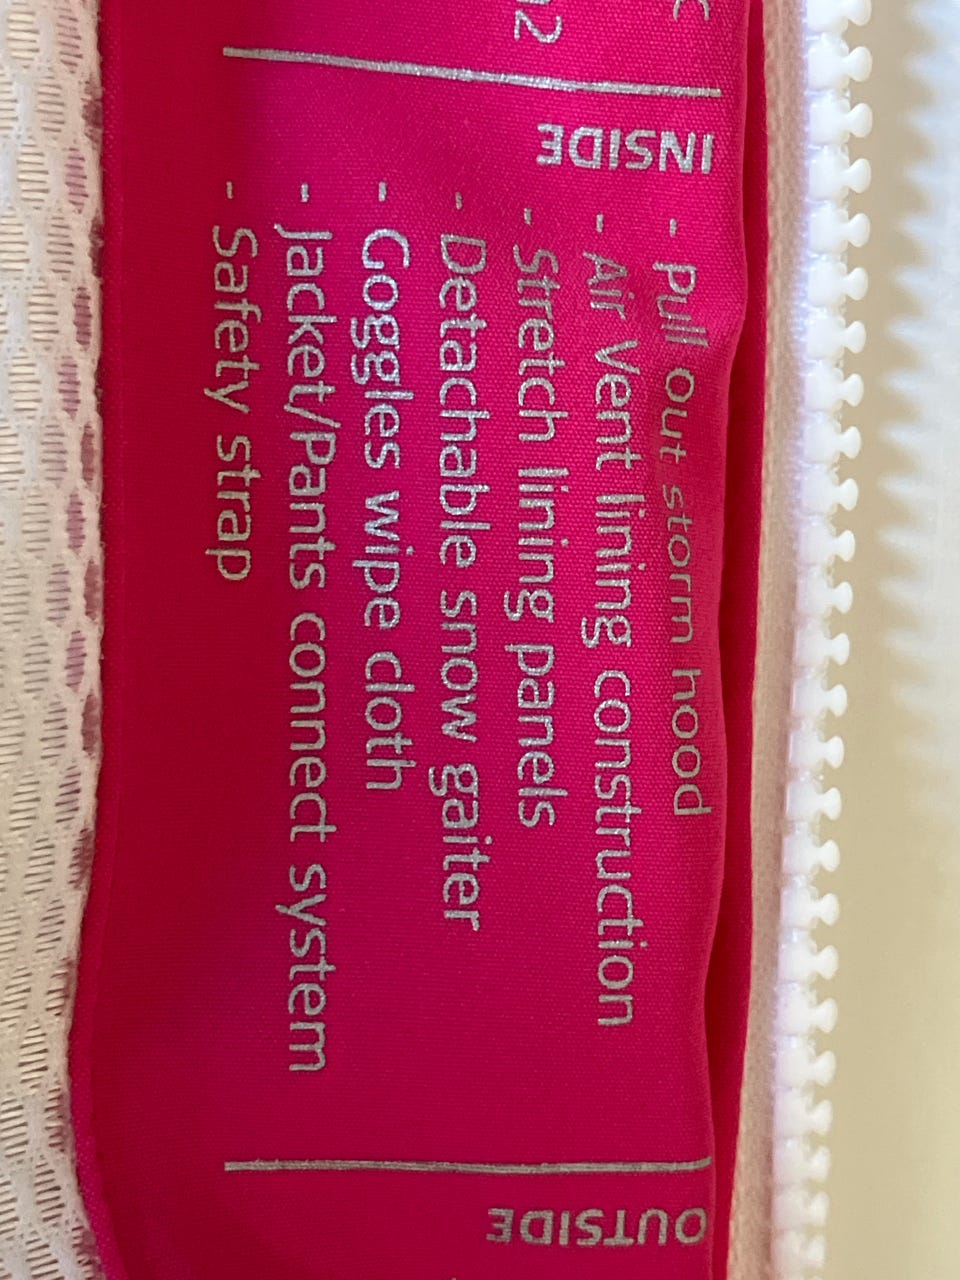 INSIDE
- Pull out storm hood
- Air Vent lining construction
- Stretch lining panels
- Detachable snow gaiter
- Goggles wipe cloth
- Jacket/Pants connect system
- Safety strap
OUTSIDE